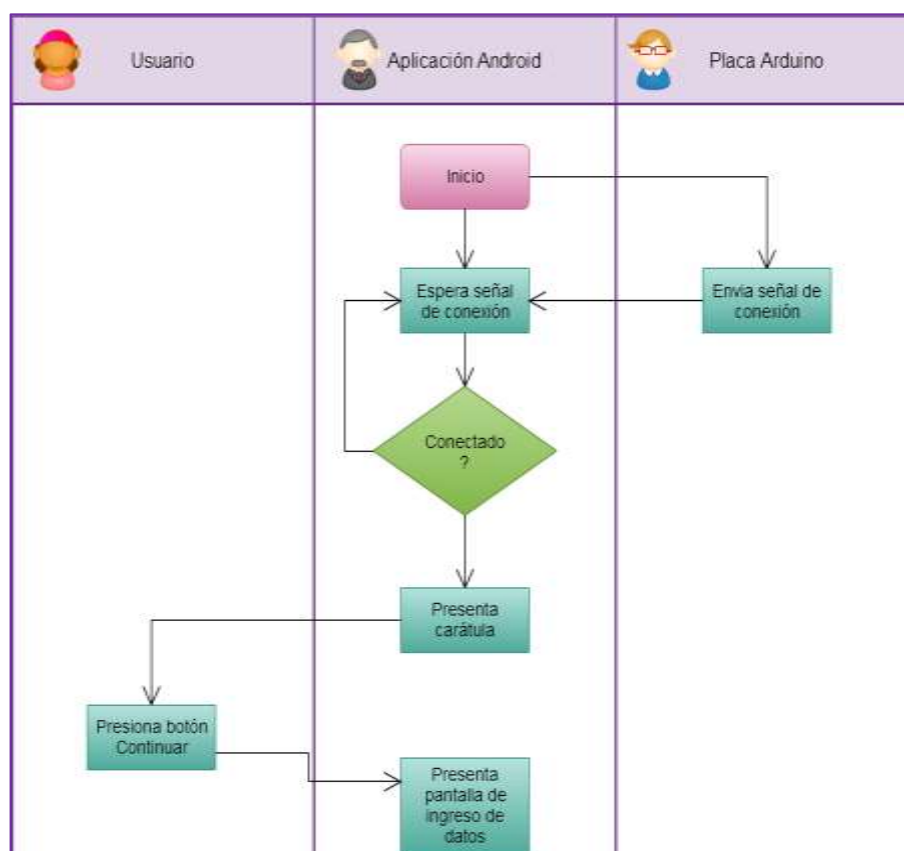 Usuario
Aplicación Android
Placa Arduino
Inicio
Espera señal
de conexión
Envia señal de
conexión
Conectado
?
Presenta
carátula
Presiona botón
Continuar
Presenta
pantalla de
ingreso de
datos